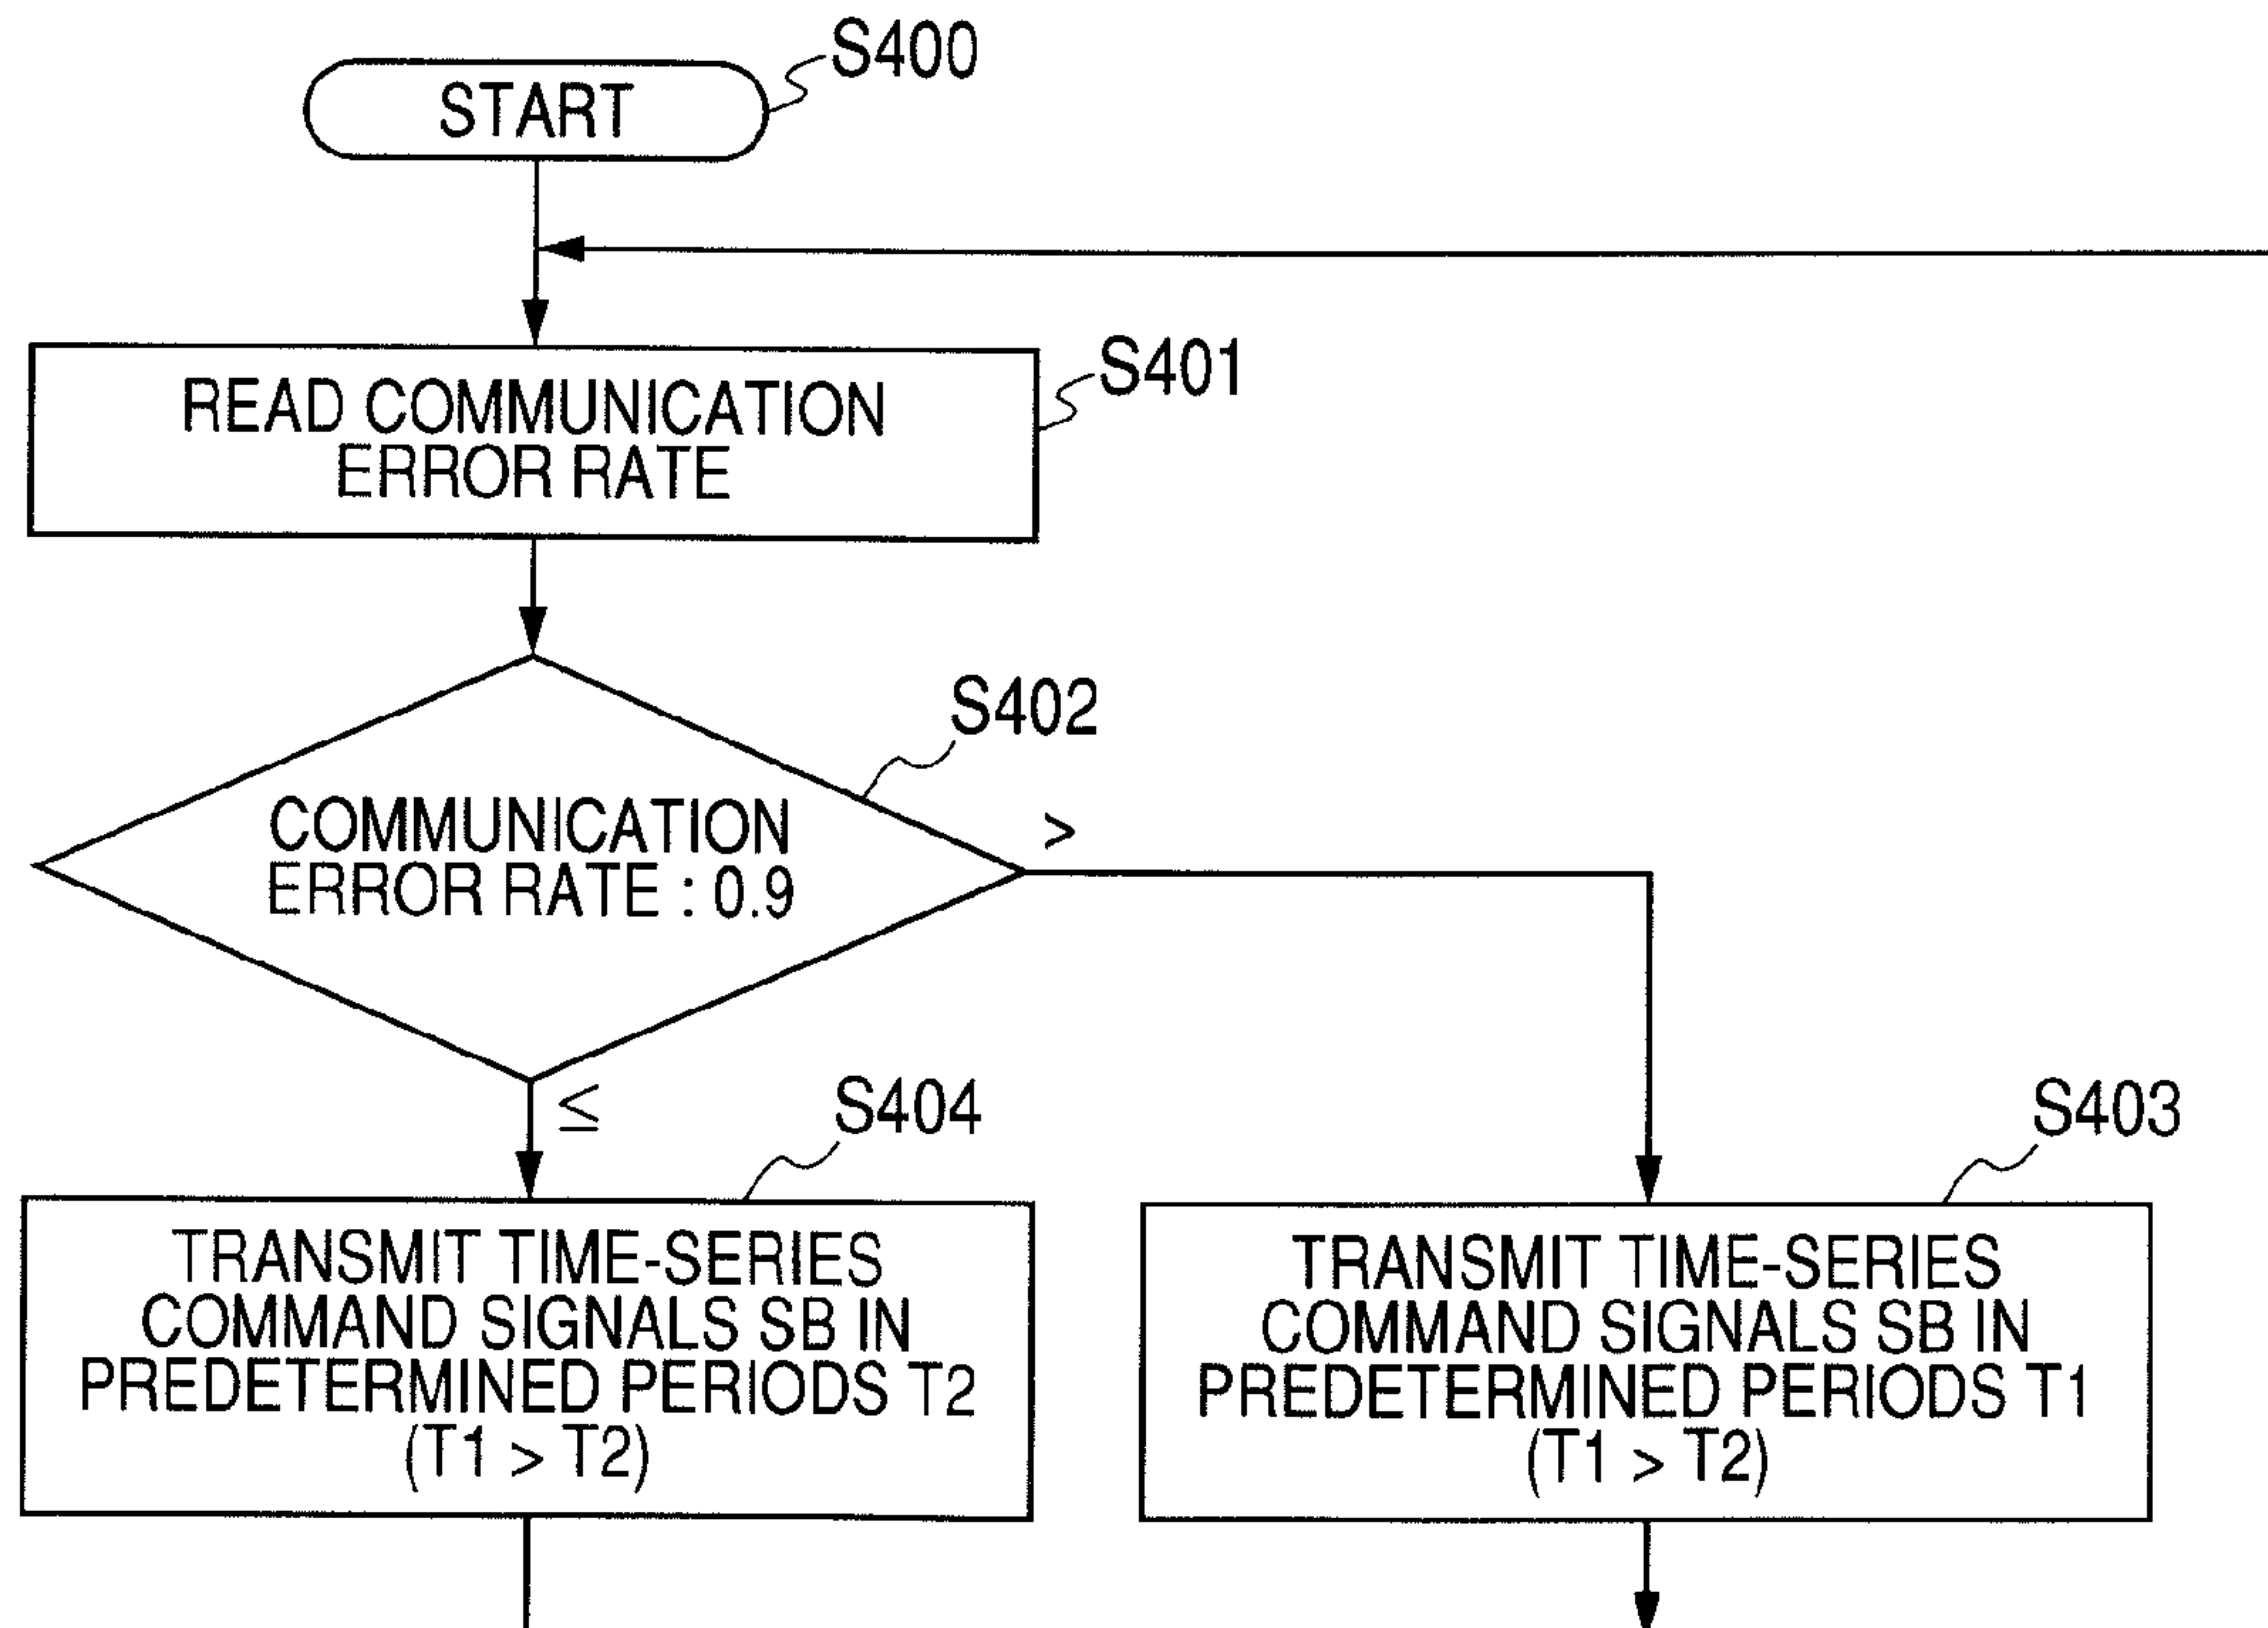 START
S400
READ COMMUNICATION
ERROR RATE
S401
S402
COMMUNICATION
ERROR RATE : 0.9
>
≤
S404
TRANSMIT TIME-SERIES
COMMAND SIGNALS SB IN
PREDETERMINED PERIODS T2
(T1 > T2)
S403
TRANSMIT TIME-SERIES
COMMAND SIGNALS SB IN
PREDETERMINED PERIODS T1
(T1 > T2)